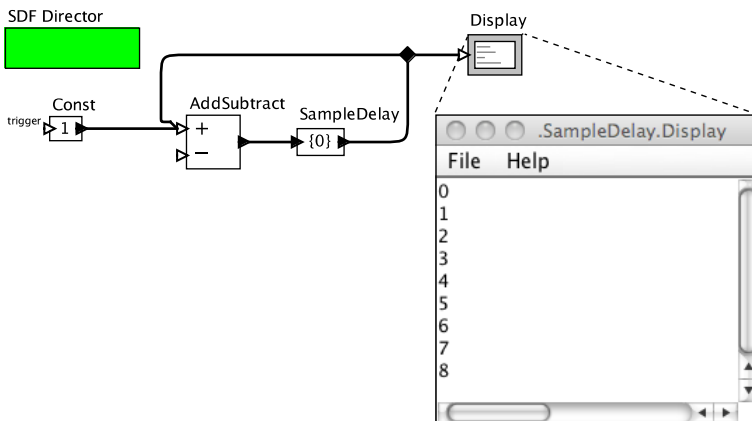 SDF Director
Display
Const
trigger
1
AddSubtract
+
−
SampleDelay
{0}
.SampleDelay.Display
File Help
0
1
2
3
4
5
6
7
8